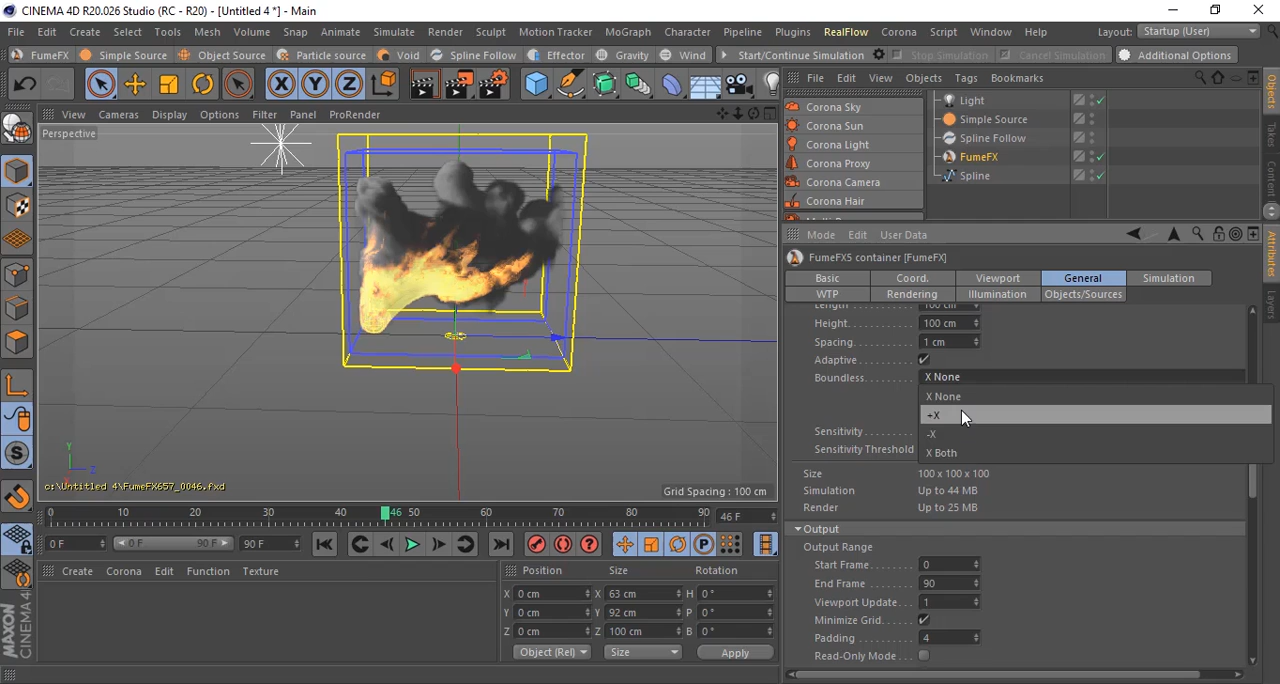 CINEMA 4D R20.026 Studio (RC - R20) - [Untitled 4 *] - Main
File Edit Create Select Tools Mesh Volume Snap Animate Simulate Render Sculpt Motion Tracker MoGraph Character Pipeline Plugins RealFlow Corona Script Window Help Layout: Startup (User)
FumeFX Simple Source Object Source Particle source Void Spline Follow Effector Gravity Wind Start/Continue Simulation Stop Simulation Cancel Simulation Additional Options
X Y Z
View Cameras Display Options Filter Panel ProRender
Perspective
Y
Z
c:\Untitled 4\FumeFX657_0046.fxd
Grid Spacing : 100 cm
File Edit View Objects Tags Bookmarks
Corona Sky
Corona Sun
Corona Light
Corona Proxy
Corona Camera
Corona Hair
Light
Simple Source
Spline Follow
FumeFX
Spline
Objects
Takes
Attributes
Layers
Mode Edit User Data
FumeFX5 container [FumeFX]
Basic Coord. Viewport General Simulation
WTP Rendering Illumination Objects/Sources
Length 100 cm
Height 100 cm
Spacing 1 cm
Adaptive
Boundless X None
X None
+X
-X
X Both
Sensitivity
Sensitivity Threshold
Size 100 x 100 x 100
Simulation Up to 44 MB
Render Up to 25 MB
Output
Output Range
Start Frame 0
End Frame 90
Viewport Update 1
Minimize Grid
Padding 4
Read-Only Mode
0 10 20 30 40 46 50 60 70 80 90 46 F
0 F 0 F 90 F 90 F
Create Corona Edit Function Texture
Position Size Rotation
X 0 cm X 63 cm H 0 °
Y 0 cm Y 92 cm P 0 °
Z 0 cm Z 100 cm B 0 °
Object (Rel) Size Apply
MAXON
CINEMA 4D